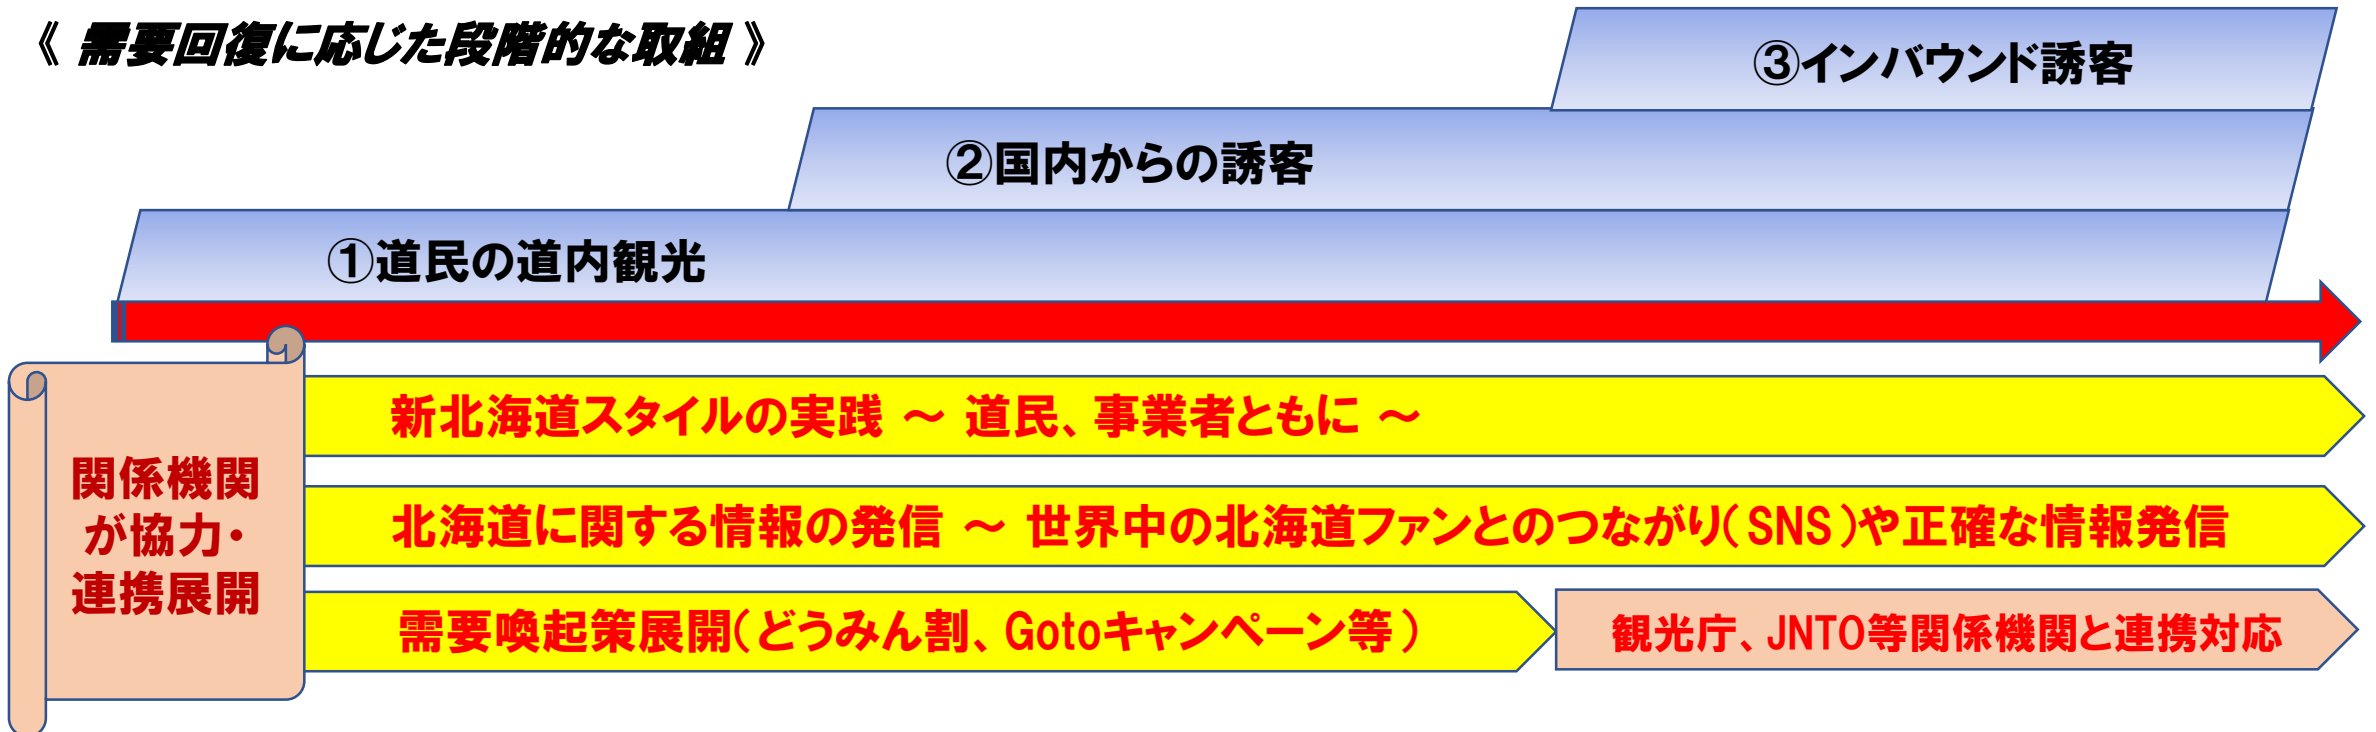 《 需要回復に応じた段階的な取組 》
③インバウンド誘客
②国内からの誘客
①道民の道内観光
関係機関
が協力・
連携展開
新北海道スタイルの実践 ～ 道民、事業者ともに ～
北海道に関する情報の発信 ～ 世界中の北海道ファンとのつながり(SNS)や正確な情報発信
需要喚起策展開(どうみん割、Gotoキャンペーン等)
観光庁、JNTO等関係機関と連携対応